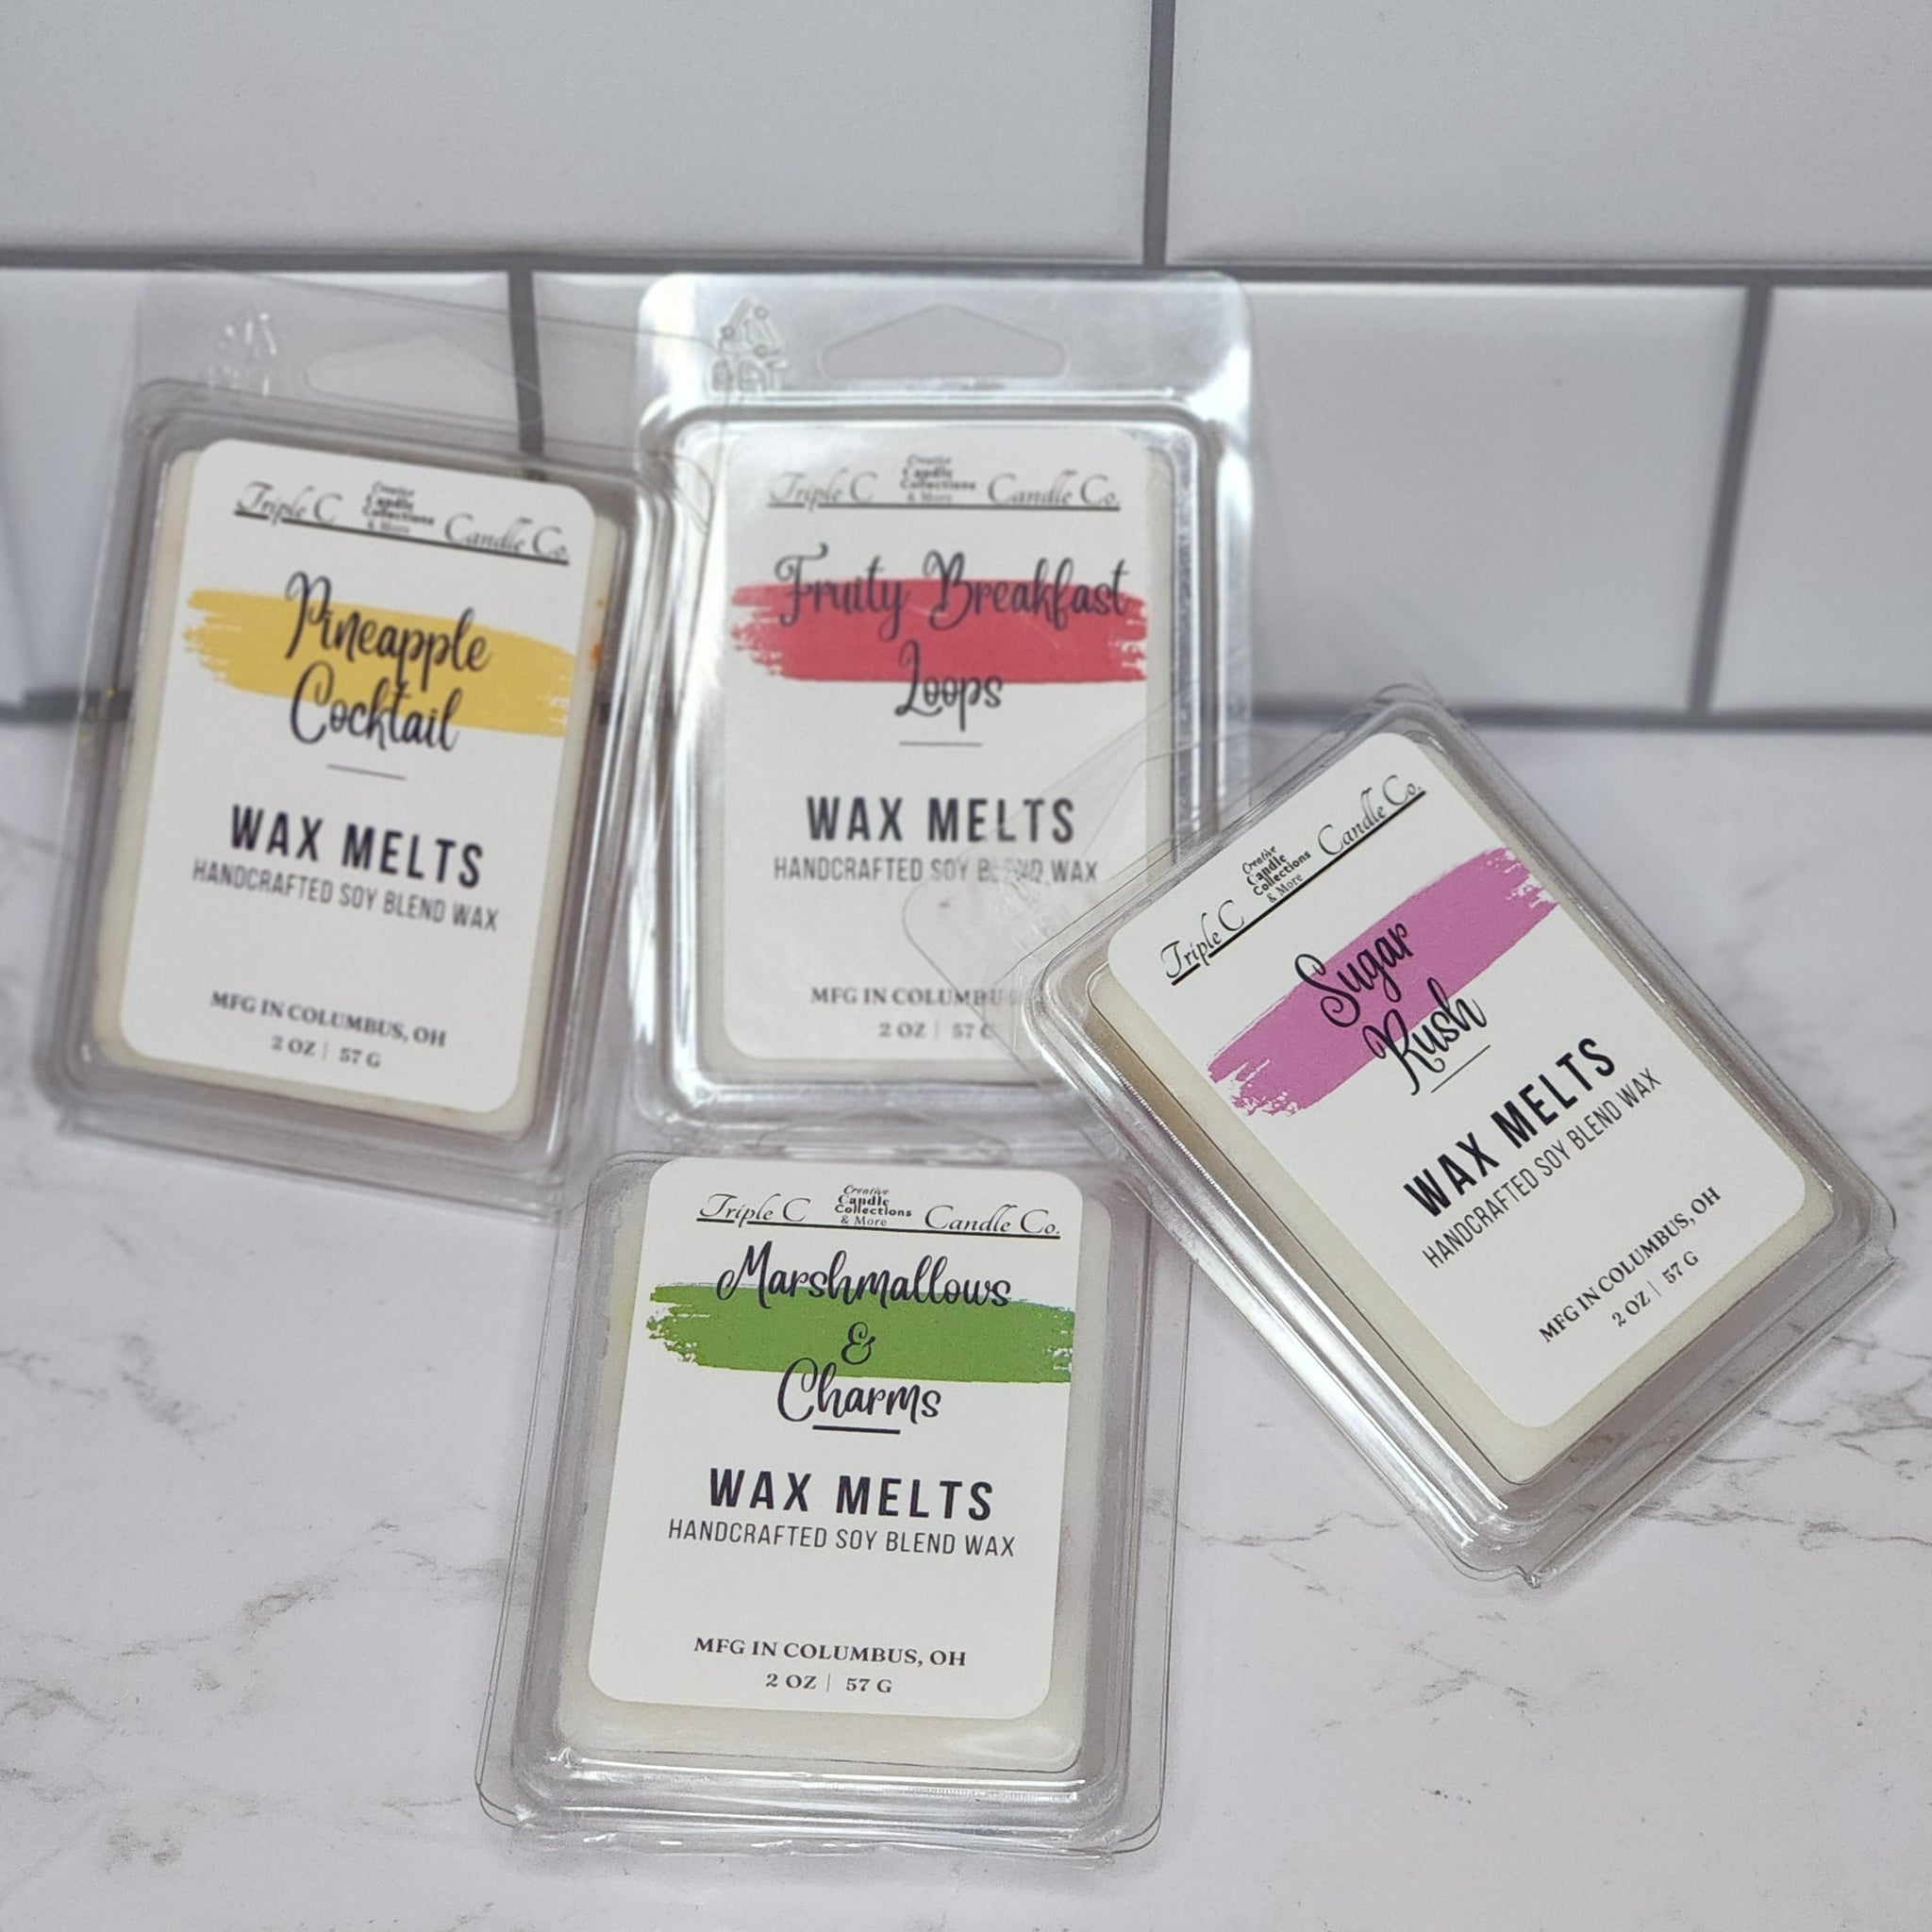 Triple C Creative Candle Collections & More Candle Co.
Pineapple
Cocktail
WAX MELTS
HANDCRAFTED SOY BLEND WAX
MFG IN COLUMBUS, OH
2 OZ | 57 G
Triple C Creative Candle Collections & More Candle Co.
Fruity Breakfast
Loops
WAX MELTS
HANDCRAFTED SOY BLEND WAX
MFG IN COLUMBU
2 OZ | 57 G
Triple C Creative Candle Collections & More Candle Co.
Sugar
Rush
WAX MELTS
HANDCRAFTED SOY BLEND WAX
MFG IN COLUMBUS, OH
2 OZ | 57 G
Triple C Creative Candle Collections & More Candle Co.
Marshmallows
&
Charms
WAX MELTS
HANDCRAFTED SOY BLEND WAX
MFG IN COLUMBUS, OH
2 OZ | 57 G